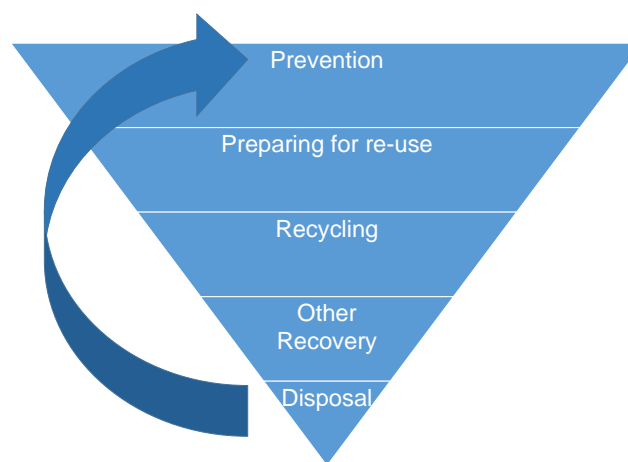 Prevention
Preparing for re-use
Recycling
Other
Recovery
Disposal